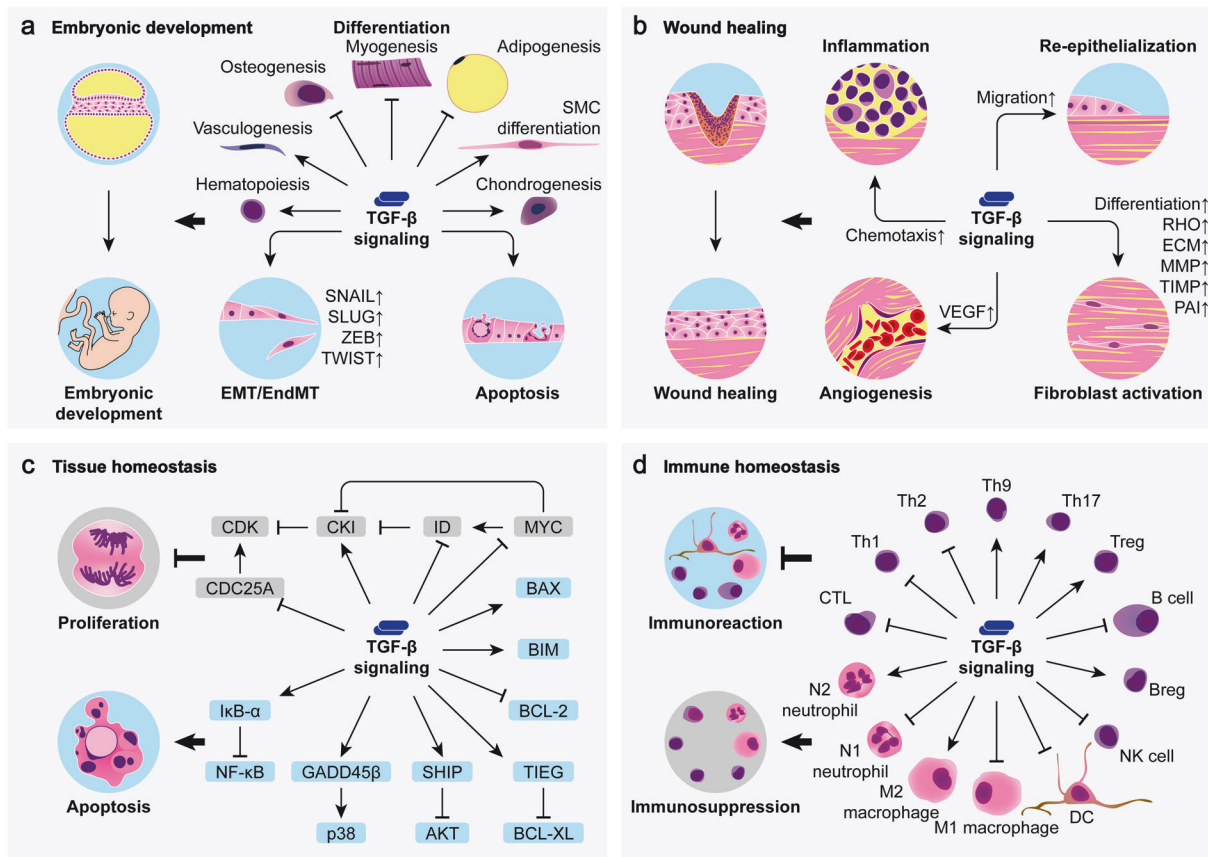 a Embryonic development
Differentiation
Osteogenesis
Myogenesis
Adipogenesis
Vasculogenesis
SMC
differentiation
Hematopoiesis
Chondrogenesis
TGF-β
signaling
SNAIL↑
SLUG↑
ZEB↑
TWIST↑
Embryonic
development
EMT/EndMT
Apoptosis
b Wound healing
Inflammation
Re-epithelialization
Migration↑
Chemotaxis↑
TGF-β
signaling
Differentiation↑
RHO↑
ECM↑
MMP↑
TIMP↑
PAI↑
VEGF↑
Wound healing
Angiogenesis
Fibroblast activation
c Tissue homeostasis
CDK
CKI
ID
MYC
CDC25A
BAX
Proliferation
TGF-β
signaling
BIM
IκB-α
BCL-2
NF-κB
GADD45β
SHIP
TIEG
Apoptosis
p38
AKT
BCL-XL
d Immune homeostasis
Th9
Th2
Th17
Th1
Treg
CTL
B cell
Immunoreaction
TGF-β
signaling
N2
neutrophil
Breg
N1
neutrophil
NK cell
M2
macrophage
Immunosuppression
M1 macrophage
DC